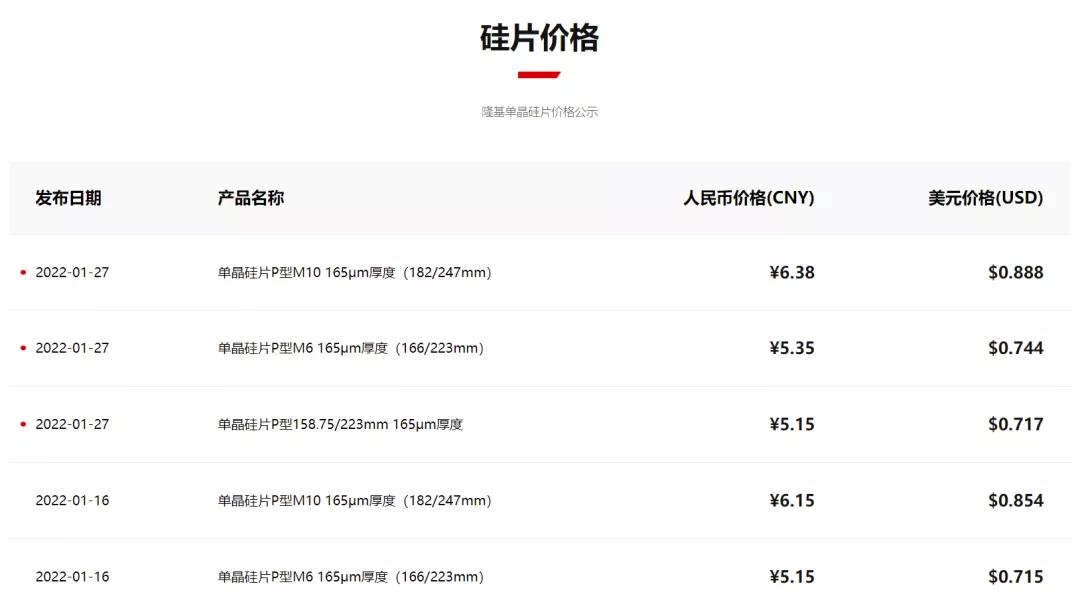 硅片价格
隆基单晶硅片价格公示
发布日期 产品名称 人民币价格(CNY) 美元价格(USD)
2022-01-27 单晶硅片P型M10 165μm厚度（182/247mm） ¥6.38 $0.888
2022-01-27 单晶硅片P型M6 165μm厚度（166/223mm） ¥5.35 $0.744
2022-01-27 单晶硅片P型158.75/223mm 165μm厚度 ¥5.15 $0.717
2022-01-16 单晶硅片P型M10 165μm厚度（182/247mm） ¥6.15 $0.854
2022-01-16 单晶硅片P型M6 165μm厚度（166/223mm） ¥5.15 $0.715